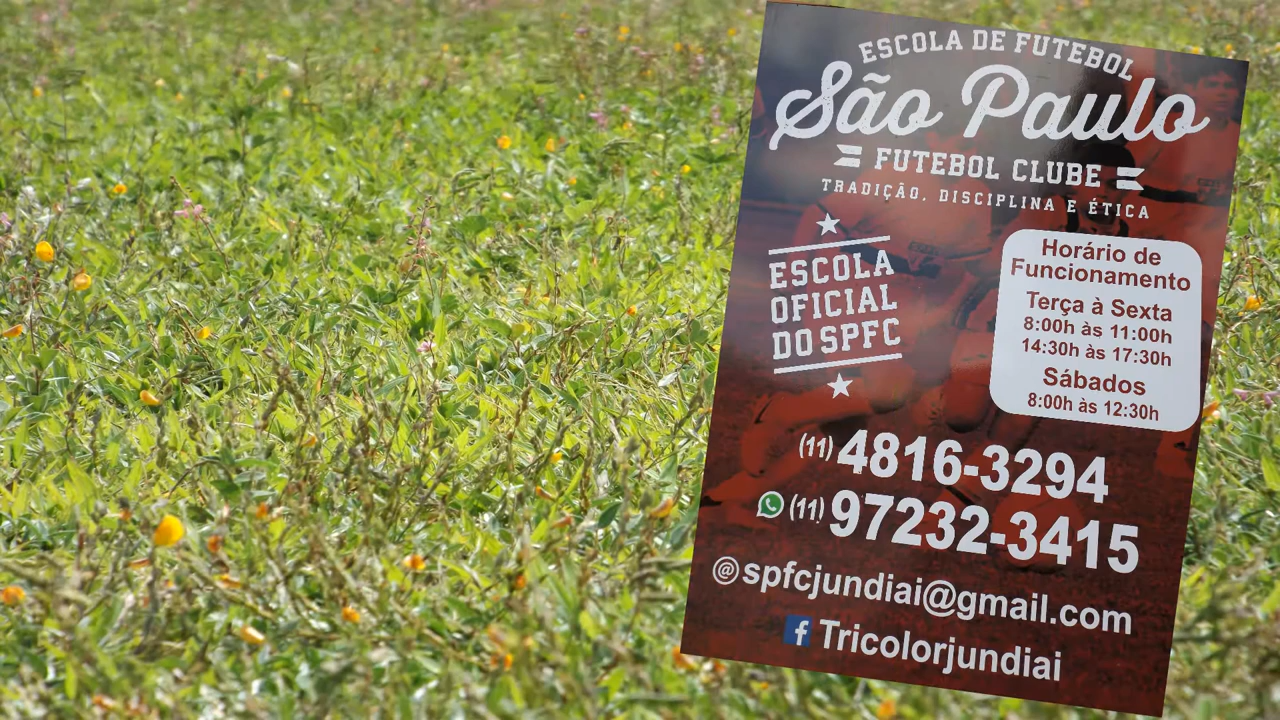 ESCOLA DE FUTEBOL
São Paulo
FUTEBOL CLUBE
TRADIÇÃO, DISCIPLINA E ÉTICA
ESCOLA
OFICIAL
DO SPFC
Horário de
Funcionamento
Terça à Sexta
8:00h às 11:00h
14:30h às 17:30h
Sábados
8:00h às 12:30h
(11) 4816-3294
(11) 97232-3415
@ spfcjundiai@gmail.com
f Tricolorjundiai